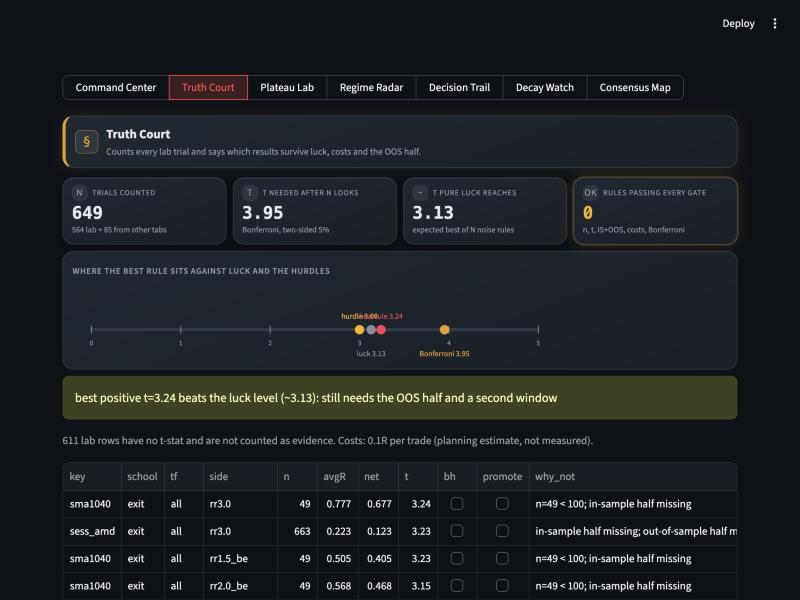 Deploy
Command Center Truth Court Plateau Lab Regime Radar Decision Trail Decay Watch Consensus Map
§ Truth Court
Counts every lab trial and says which results survive luck, costs and the OOS half.
N TRIALS COUNTED
649
564 lab + 85 from other tabs
T T NEEDED AFTER N LOOKS
3.95
Bonferroni, two-sided 5%
~ T PURE LUCK REACHES
3.13
expected best of N noise rules
OK RULES PASSING EVERY GATE
0
n, t, IS+OOS, costs, Bonferroni
WHERE THE BEST RULE SITS AGAINST LUCK AND THE HURDLES
hurdle 3.00 rule 3.24
0 1 2 3 4 5
luck 3.13 Bonferroni 3.95
best positive t=3.24 beats the luck level (~3.13): still needs the OOS half and a second window
611 lab rows have no t-stat and are not counted as evidence. Costs: 0.1R per trade (planning estimate, not measured).
key school tf side n avgR net t bh promote why_not
sma1040 exit all rr3.0 49 0.777 0.677 3.24 n=49 < 100; in-sample half missing
sess_amd exit all rr3.0 663 0.223 0.123 3.23 in-sample half missing; out-of-sample half m
sma1040 exit all rr1.5_be 49 0.505 0.405 3.23 n=49 < 100; in-sample half missing
sma1040 exit all rr2.0_be 49 0.568 0.468 3.15 n=49 < 100; in-sample half missing